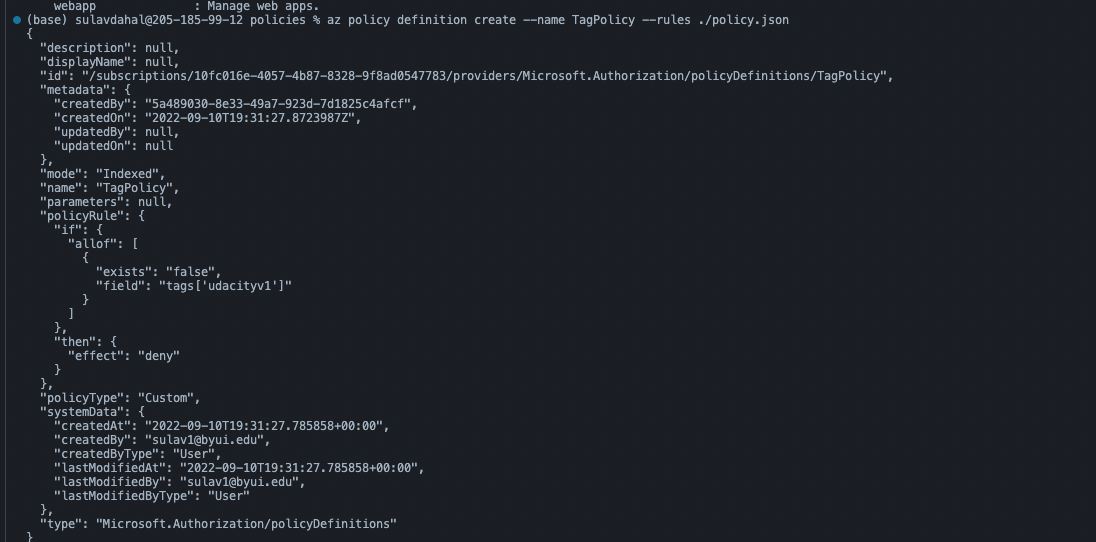 webapp              : Manage web apps.
(base) sulavdahal@205-185-99-12 policies % az policy definition create --name TagPolicy --rules ./policy.json
{
  "description": null,
  "displayName": null,
  "id": "/subscriptions/10fc016e-4057-4b87-8328-9f8ad0547783/providers/Microsoft.Authorization/policyDefinitions/TagPolicy",
  "metadata": {
    "createdBy": "5a489030-8e33-49a7-923d-7d1825c4afcf",
    "createdOn": "2022-09-10T19:31:27.8723987Z",
    "updatedBy": null,
    "updatedOn": null
  },
  "mode": "Indexed",
  "name": "TagPolicy",
  "parameters": null,
  "policyRule": {
    "if": {
      "allof": [
        {
          "exists": "false",
          "field": "tags['udacityv1']"
        }
      ]
    },
    "then": {
      "effect": "deny"
    }
  },
  "policyType": "Custom",
  "systemData": {
    "createdAt": "2022-09-10T19:31:27.785858+00:00",
    "createdBy": "sulav1@byui.edu",
    "createdByType": "User",
    "lastModifiedAt": "2022-09-10T19:31:27.785858+00:00",
    "lastModifiedBy": "sulav1@byui.edu",
    "lastModifiedByType": "User"
  },
  "type": "Microsoft.Authorization/policyDefinitions"
}